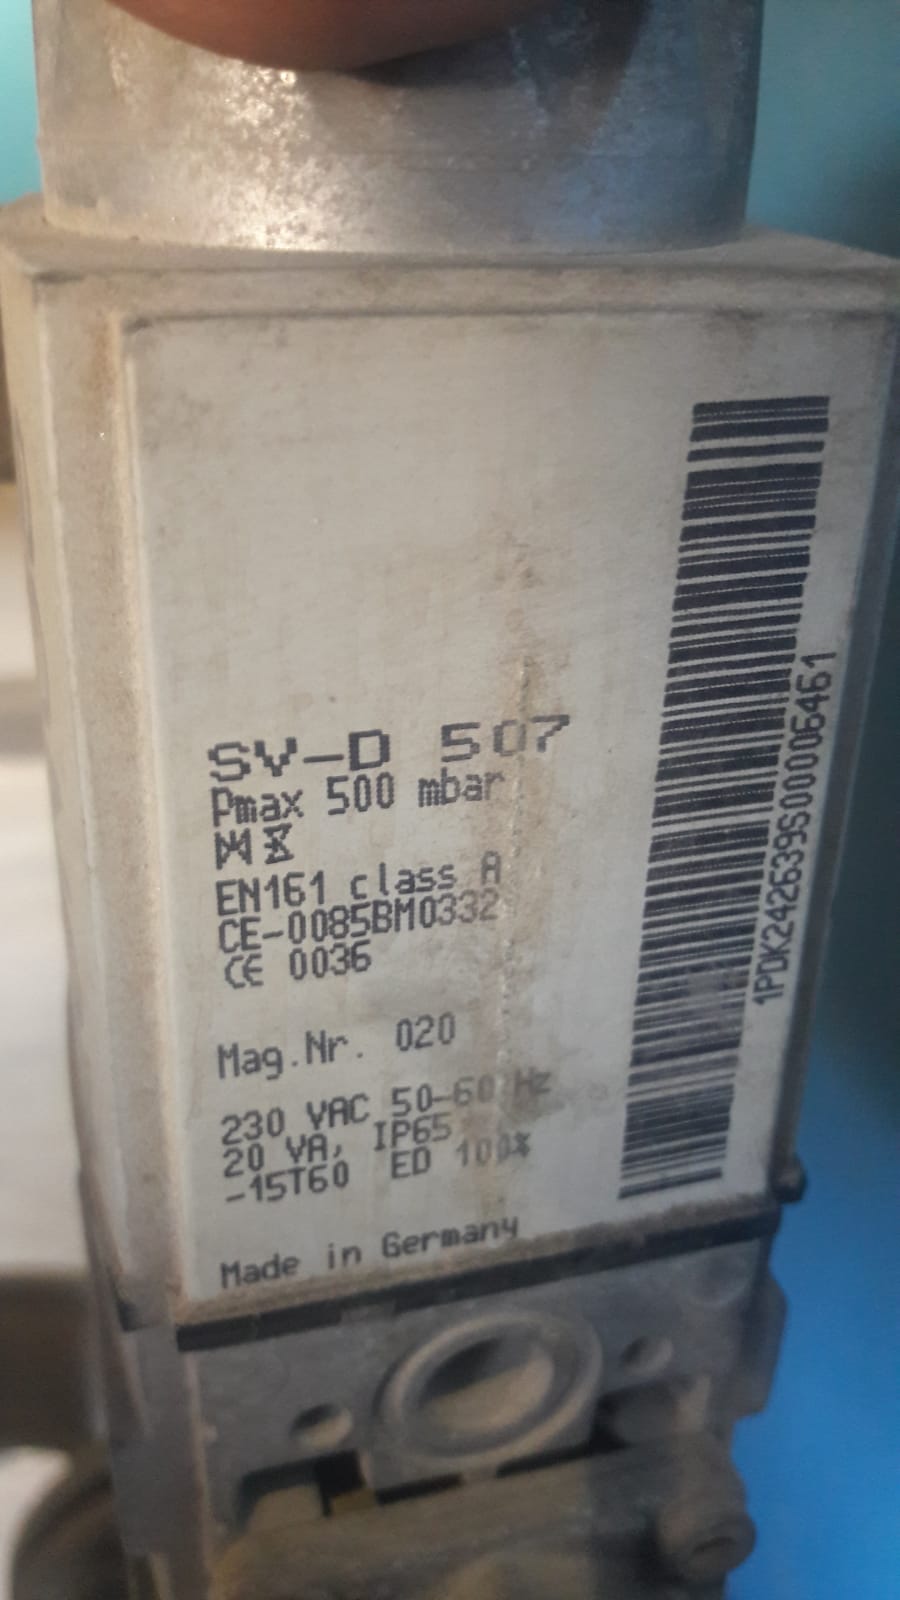 SV-D 507
Pmax 500 mbar
EN161 class A
CE-0085BM0332
CE 0036
Mag.Nr. 020
230 VAC 50-60 Hz
20 VA, IP65
-15T60 ED 100%
Made in Germany
1PDK242639S0006461